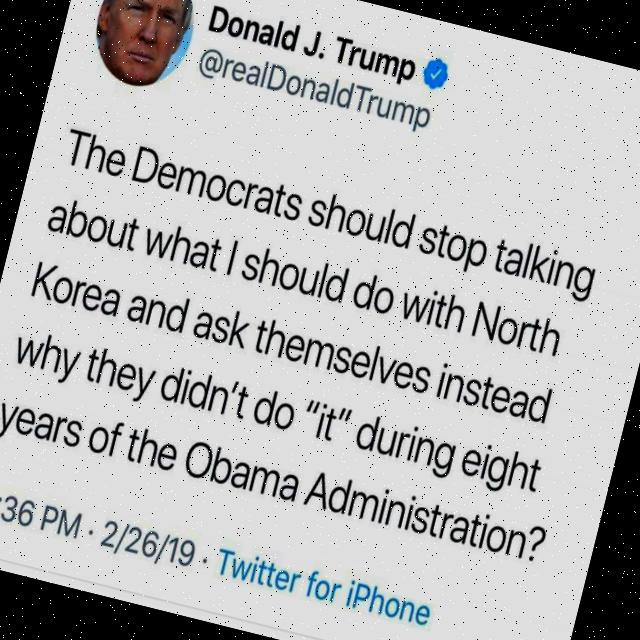 Donald J. Trump
@realDonaldTrump
The Democrats should stop talking
about what I should do with North
Korea and ask themselves instead
why they didn't do "it" during eight
years of the Obama Administration?
:36 PM · 2/26/19 · Twitter for iPhone